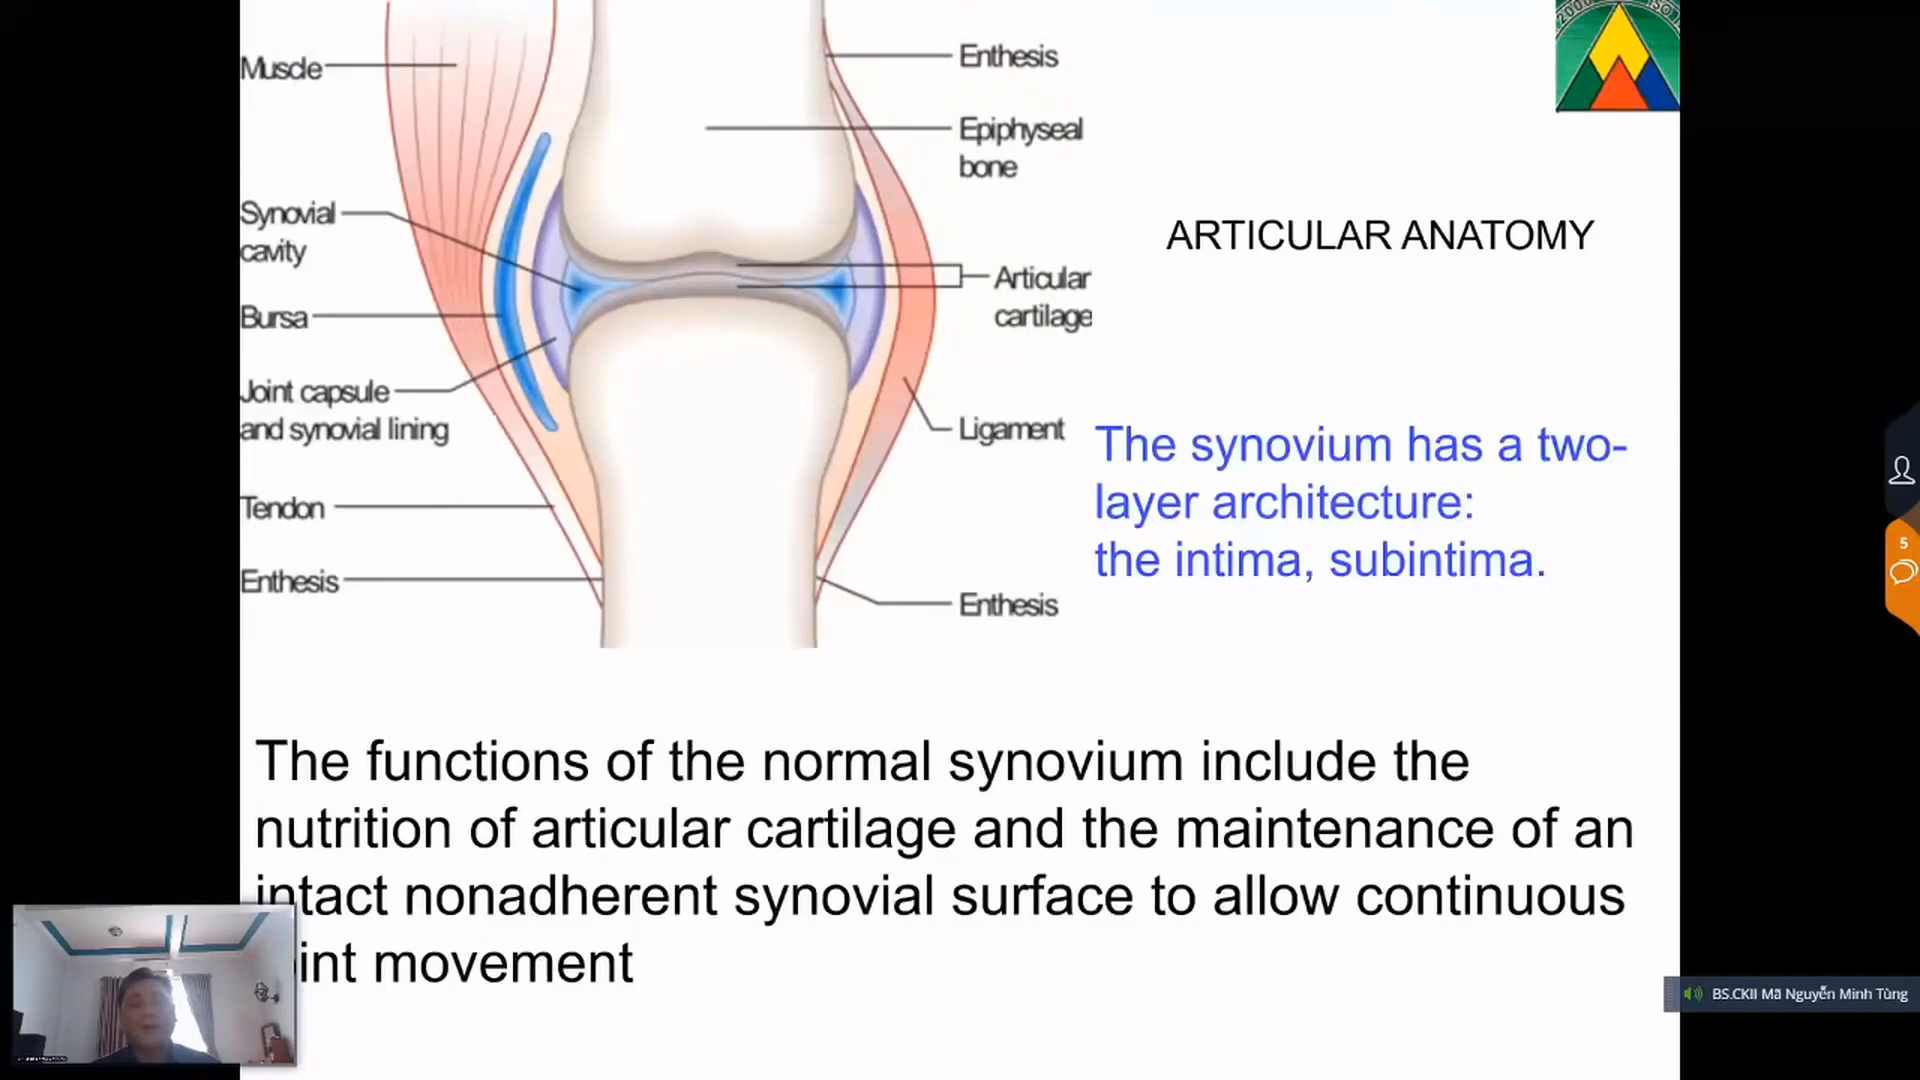 2000
ISO
Muscle
Enthesis
Epiphyseal
bone
Synovial
cavity
ARTICULAR ANATOMY
Articular
cartilage
Bursa
Joint capsule
and synovial lining
Ligament
The synovium has a two-
layer architecture:
the intima, subintima.
Tendon
Enthesis
Enthesis
5
The functions of the normal synovium include the
nutrition of articular cartilage and the maintenance of an
intact nonadherent synovial surface to allow continuous
int movement
BS.CKII Mã Nguyễn Minh Tùng